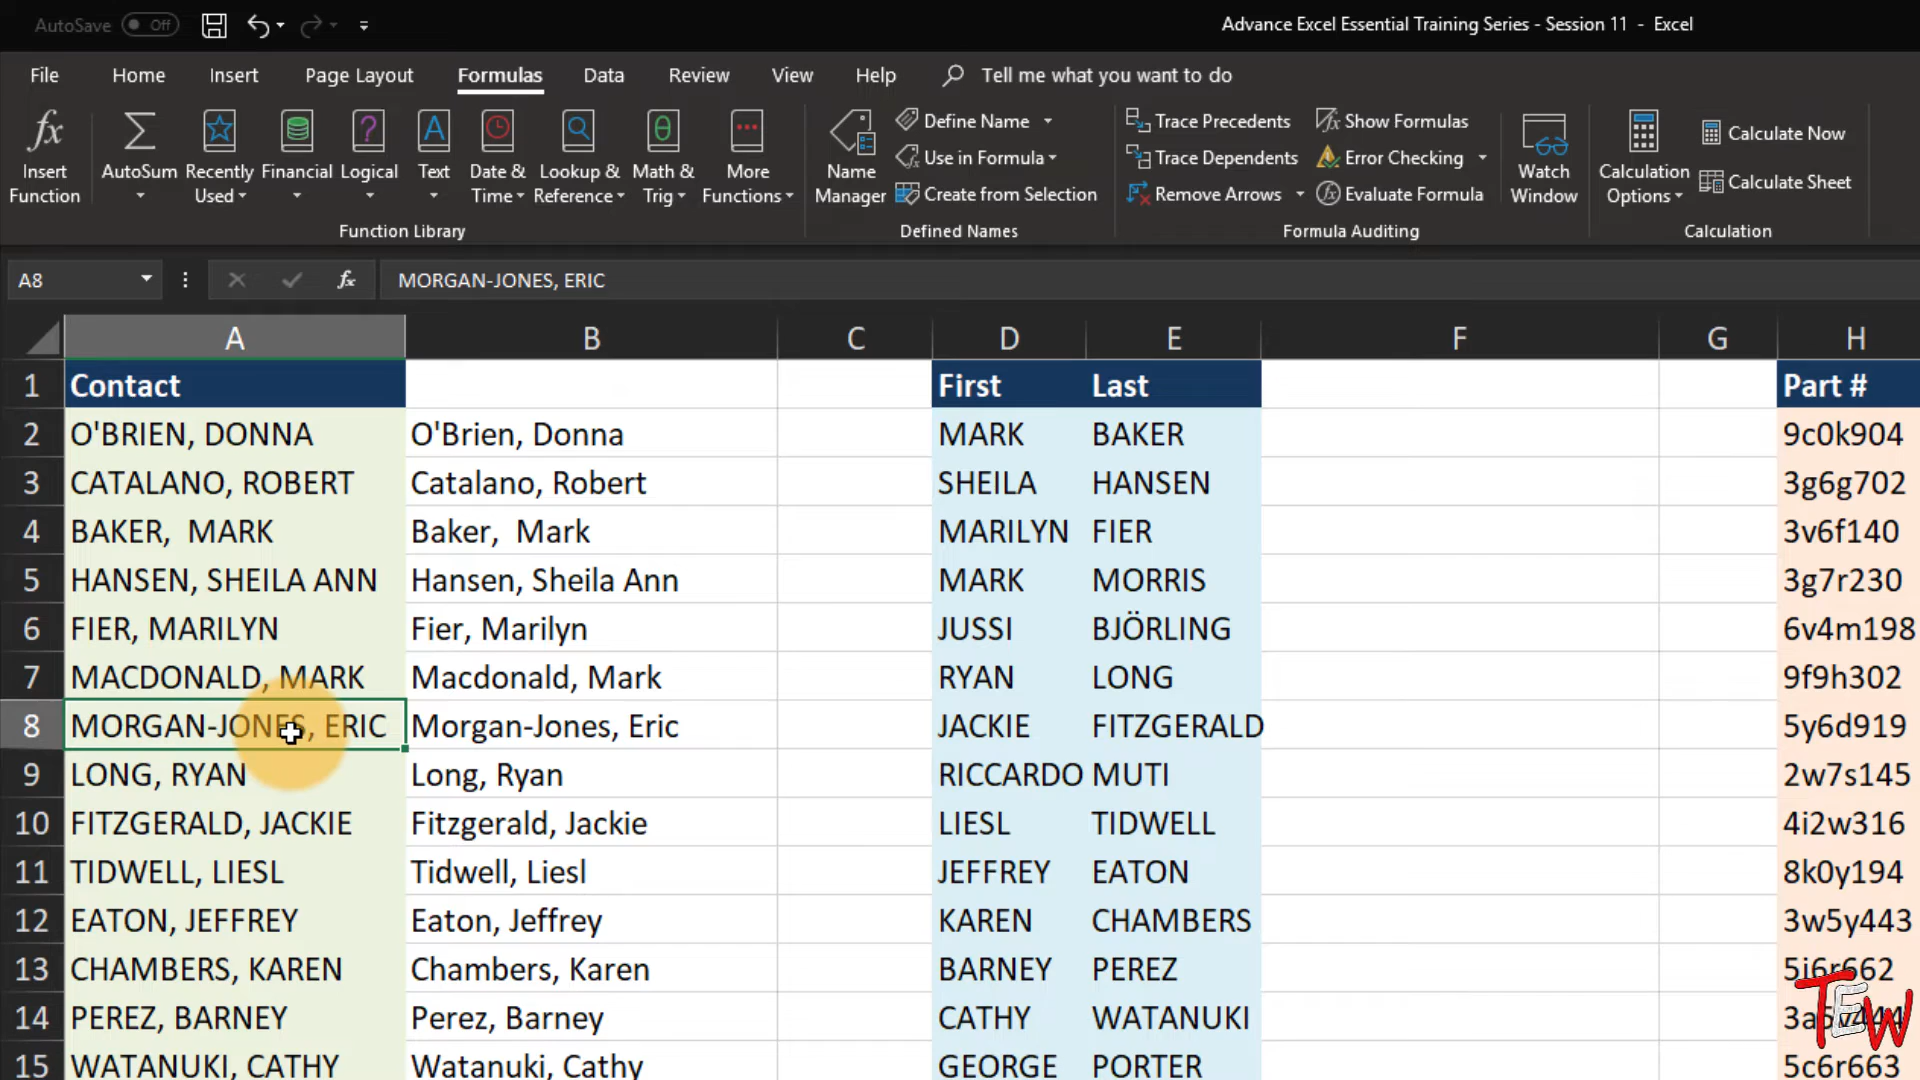 AutoSave Off
Advance Excel Essential Training Series - Session 11 - Excel
File Home Insert Page Layout Formulas Data Review View Help Tell me what you want to do
Insert Function
AutoSum
Recently Used
Financial
Logical
Text
Date & Time
Lookup & Reference
Math & Trig
More Functions
Function Library
Name Manager
Define Name
Use in Formula
Create from Selection
Defined Names
Trace Precedents
Trace Dependents
Remove Arrows
Show Formulas
Error Checking
Evaluate Formula
Formula Auditing
Watch Window
Calculation Options
Calculate Now
Calculate Sheet
Calculation
A8 fx MORGAN-JONES, ERIC
A B C D E F G H
1 Contact First Last Part #
2 O'BRIEN, DONNA O'Brien, Donna MARK BAKER 9c0k904
3 CATALANO, ROBERT Catalano, Robert SHEILA HANSEN 3g6g702
4 BAKER,  MARK Baker,  Mark MARILYN FIER 3v6f140
5 HANSEN, SHEILA ANN Hansen, Sheila Ann MARK MORRIS 3g7r230
6 FIER, MARILYN Fier, Marilyn JUSSI BJÖRLING 6v4m198
7 MACDONALD, MARK Macdonald, Mark RYAN LONG 9f9h302
8 MORGAN-JONES, ERIC Morgan-Jones, Eric JACKIE FITZGERALD 5y6d919
9 LONG, RYAN Long, Ryan RICCARDO MUTI 2w7s145
10 FITZGERALD, JACKIE Fitzgerald, Jackie LIESL TIDWELL 4i2w316
11 TIDWELL, LIESL Tidwell, Liesl JEFFREY EATON 8k0y194
12 EATON, JEFFREY Eaton, Jeffrey KAREN CHAMBERS 3w5y443
13 CHAMBERS, KAREN Chambers, Karen BARNEY PEREZ
14 PEREZ, BARNEY Perez, Barney CATHY WATANUKI
15 WATANUKI, CATHY Watanuki, Cathy GEORGE PORTER 5c6r663
TEW